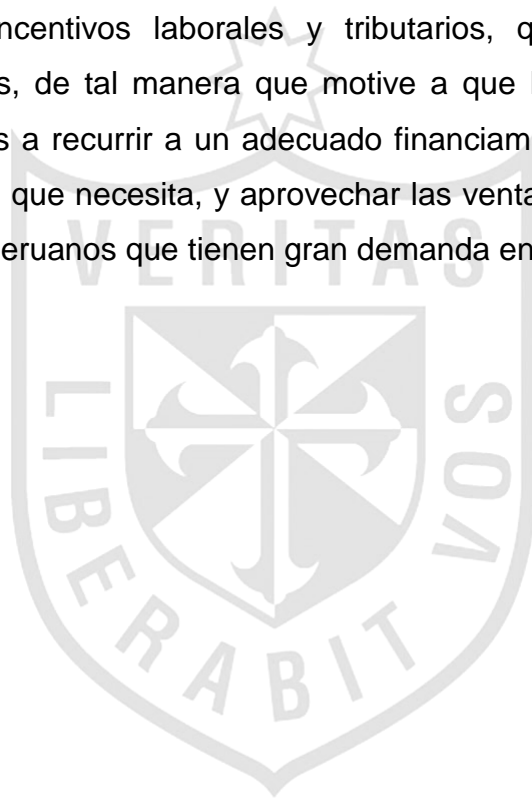 ncentivos laborales y tributarios, q
s, de tal manera que motive a que
s a recurrir a un adecuado financiam
que necesita, y aprovechar las venta
eruanos que tienen gran demanda en
VERITAS
LIBERABIT VOS